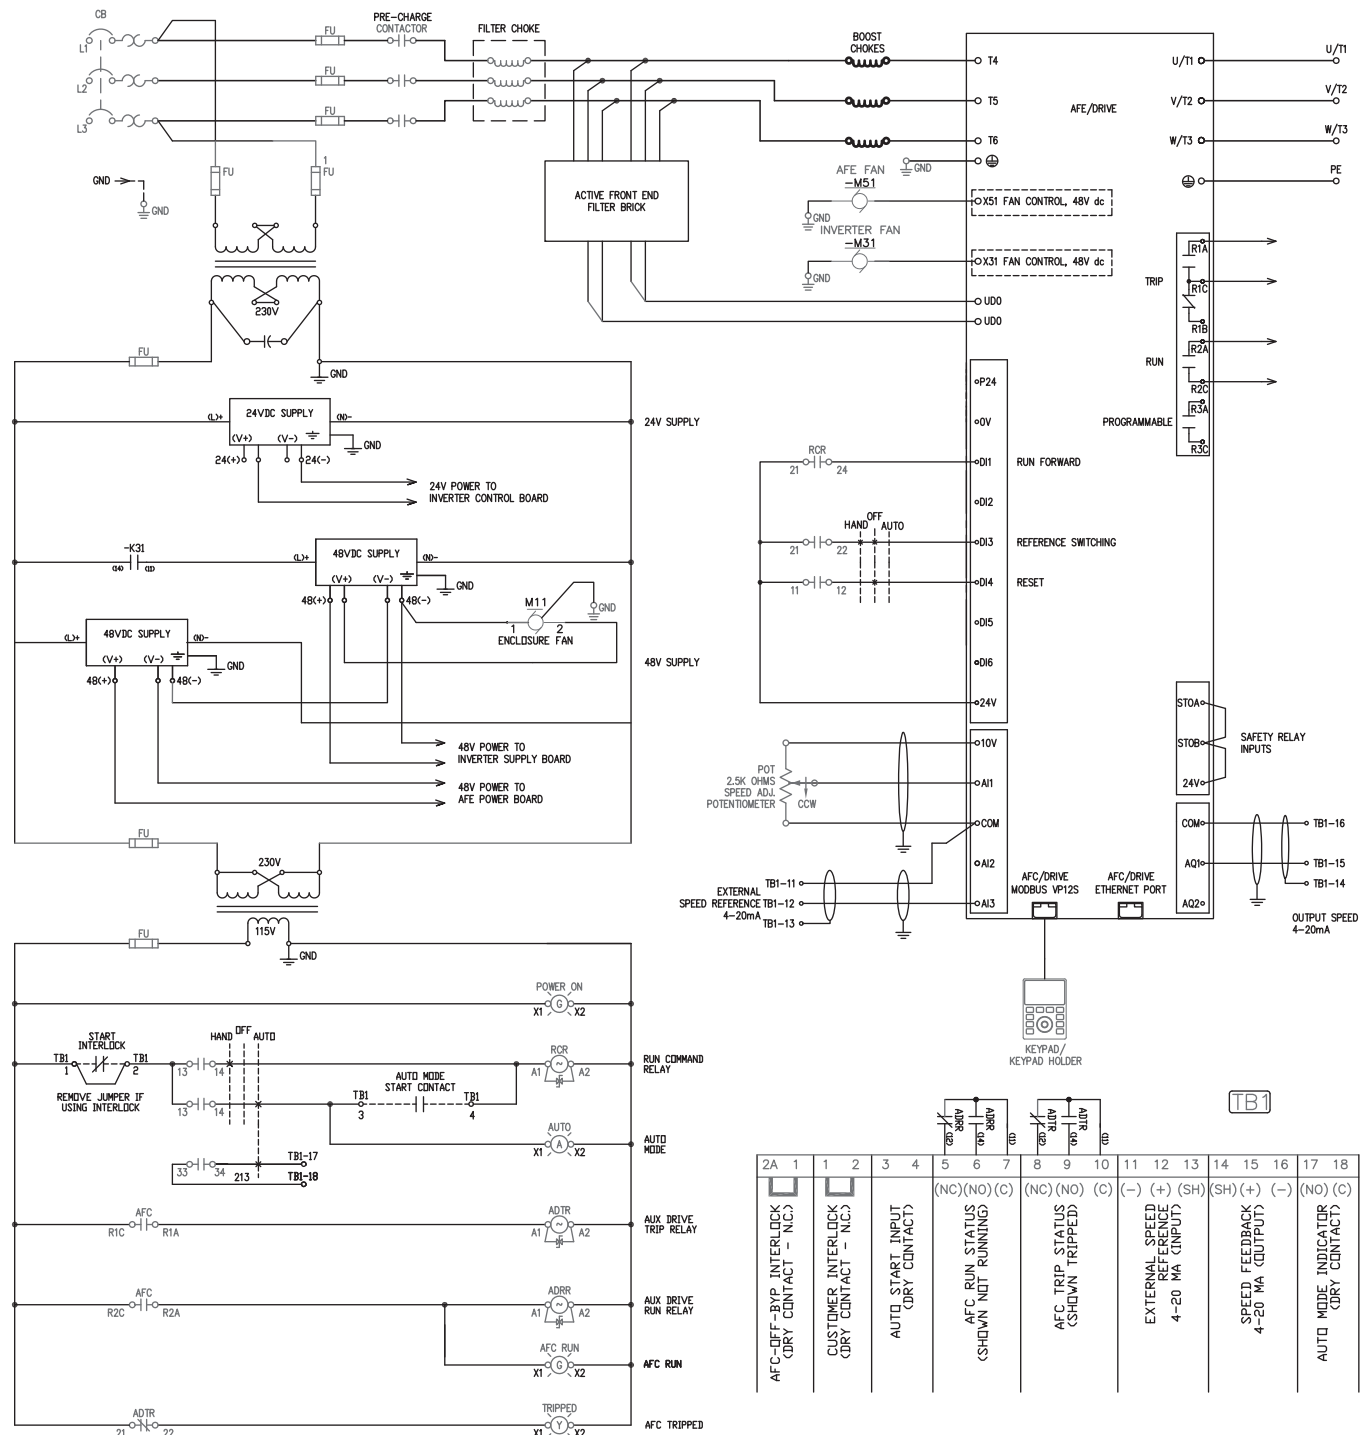 CB
L1
L2
L3
FU
FU
FU
PRE-CHARGE
CONTACTOR
FILTER CHOKE
BOOST
CHOKES
T4
T5
T6
AFE/DRIVE
U/T1
V/T2
W/T3
U/T1
V/T2
W/T3
PE
GND
GND
FU
1
FU
ACTIVE FRONT END
FILTER BRICK
GND
AFE FAN
-M51
GND
X51 FAN CONTROL, 48V dc
INVERTER FAN
-M31
GND
X31 FAN CONTROL, 48V dc
UDO
UDO
R1A
TRIP
R1C
R1B
R2A
RUN
R2C
R3A
PROGRAMMABLE
R3C
230V
FU
GND
24VDC SUPPLY
(L)+
(N)-
(V+)
(V-)
GND
24(+)
24(-)
24V SUPPLY
24V POWER TO
INVERTER CONTROL BOARD
-K31
(14)
(11)
48VDC SUPPLY
(L)+
(N)-
(V+)
(V-)
GND
48(+)
48(-)
M11
1
2
GND
ENCLOSURE FAN
48VDC SUPPLY
(L)+
(N)-
(V+)
(V-)
GND
48(+)
48(-)
48V SUPPLY
48V POWER TO
INVERTER SUPPLY BOARD
48V POWER TO
AFE POWER BOARD
P24
0V
RCR
21
24
DI1
RUN FORWARD
DI2
HAND
OFF
AUTO
21
22
DI3
REFERENCE SWITCHING
11
12
DI4
RESET
DI5
DI6
24V
10V
POT
2.5K OHMS
SPEED ADJ.
POTENTIOMETER
CCW
AI1
COM
AI2
AI3
TB1-11
EXTERNAL
SPEED REFERENCE
4-20mA
TB1-12
TB1-13
STOA
STOB
24V
SAFETY RELAY
INPUTS
COM
AQ1
AQ2
TB1-16
TB1-15
TB1-14
OUTPUT SPEED
4-20mA
AFC/DRIVE
MODBUS VP12S
AFC/DRIVE
ETHERNET PORT
KEYPAD/
KEYPAD HOLDER
FU
230V
115V
FU
GND
POWER ON
X1
G
X2
START
INTERLOCK
TB1
1
TB1
2
REMOVE JUMPER IF
USING INTERLOCK
HAND
OFF
AUTO
13
14
13
14
33
34
213
TB1-17
TB1-18
AUTO MODE
START CONTACT
TB1
3
TB1
4
RCR
A1
A2
RUN COMMAND
RELAY
AUTO
X1
A
X2
AUTO
MODE
AFC
R1C
R1A
ADTR
A1
A2
AUX DRIVE
TRIP RELAY
AFC
R2C
R2A
ADRR
A1
A2
AUX DRIVE
RUN RELAY
AFC RUN
X1
G
X2
AFC RUN
ADTR
21
22
TRIPPED
X1
Y
X2
AFC TRIPPED
TB1
ADRR
ADRR
(12)
(14)
(11)
ADTR
ADTR
(12)
(14)
(11)
2A 1 1 2 3 4 5 6 7 8 9 10 11 12 13 14 15 16 17 18
(NC) (NO) (C) (NC) (NO) (C) (-) (+) (SH) (SH) (+) (-) (NO) (C)
AFC-OFF-BYP INTERLOCK
(DRY CONTACT - N.C.)
CUSTOMER INTERLOCK
(DRY CONTACT - N.C.)
AUTO START INPUT
(DRY CONTACT)
AFC RUN STATUS
(SHOWN NOT RUNNING)
AFC TRIP STATUS
(SHOWN TRIPPED)
EXTERNAL SPEED
REFERENCE
4-20 MA (INPUT)
SPEED FEEDBACK
4-20 MA (OUTPUT)
AUTO MODE INDICATOR
(DRY CONTACT)